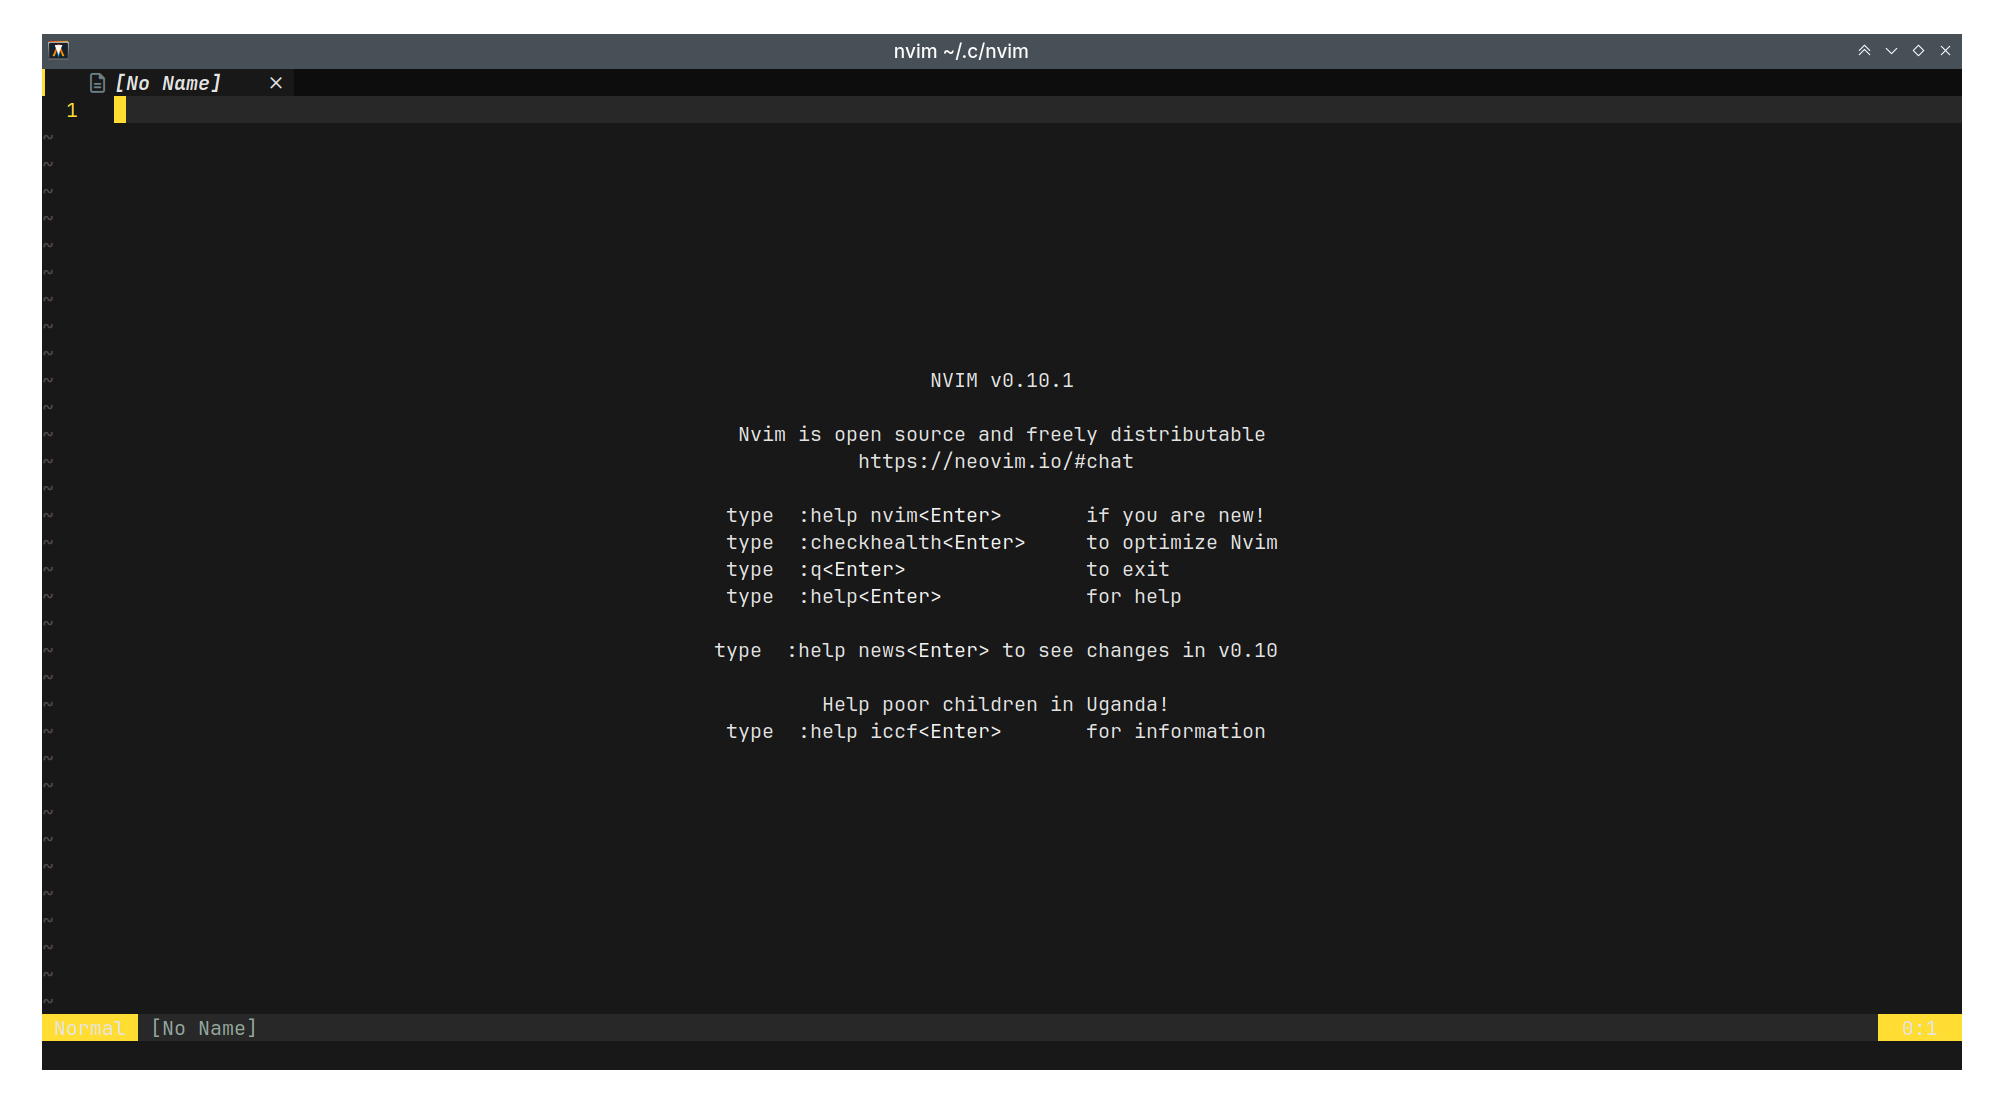 nvim ~/.c/nvim
[No Name] ×
1
~
~
~
~
~
~
~
~
~
~
NVIM v0.10.1
~
~
Nvim is open source and freely distributable
~
https://neovim.io/#chat
~
~
type :help nvim<Enter> if you are new!
~
type :checkhealth<Enter> to optimize Nvim
~
type :q<Enter> to exit
~
type :help<Enter> for help
~
~
type :help news<Enter> to see changes in v0.10
~
~
Help poor children in Uganda!
~
type :help iccf<Enter> for information
~
~
~
~
~
~
~
~
~
~
Normal [No Name] 0:1